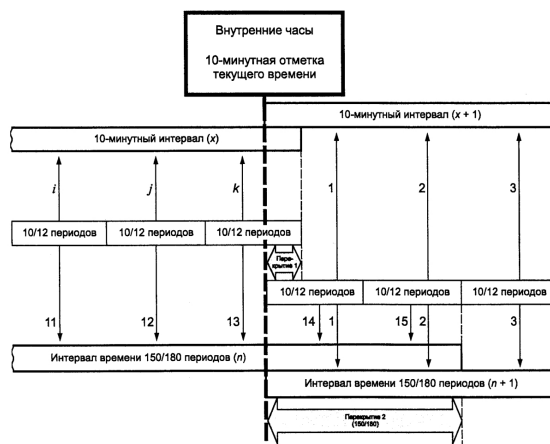 Внутренние часы
10-минутная отметка
текущего времени
10-минутный интервал (x + 1)
10-минутный интервал (x)
i
j
k
1
2
3
10/12 периодов
10/12 периодов
10/12 периодов
Пере-
крытие 1
10/12 периодов
10/12 периодов
10/12 периодов
11
12
13
14
1
15
2
3
Интервал времени 150/180 периодов (n)
Интервал времени 150/180 периодов (n + 1)
Перекрытие 2
(150/180)